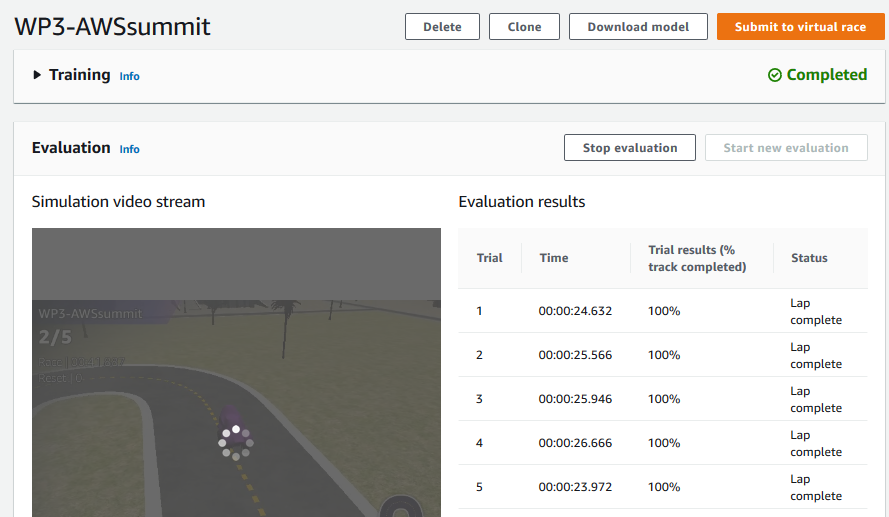 WP3-AWSsummit
Delete
Clone
Download model
Submit to virtual race
Training Info
Completed
Evaluation Info
Stop evaluation
Start new evaluation
Simulation video stream
Evaluation results
WP3-AWSsummit
2/5
Trial Time Trial results (% track completed) Status
1 00:00:24.632 100% Lap complete
2 00:00:25.566 100% Lap complete
3 00:00:25.946 100% Lap complete
4 00:00:26.666 100% Lap complete
5 00:00:23.972 100% Lap complete